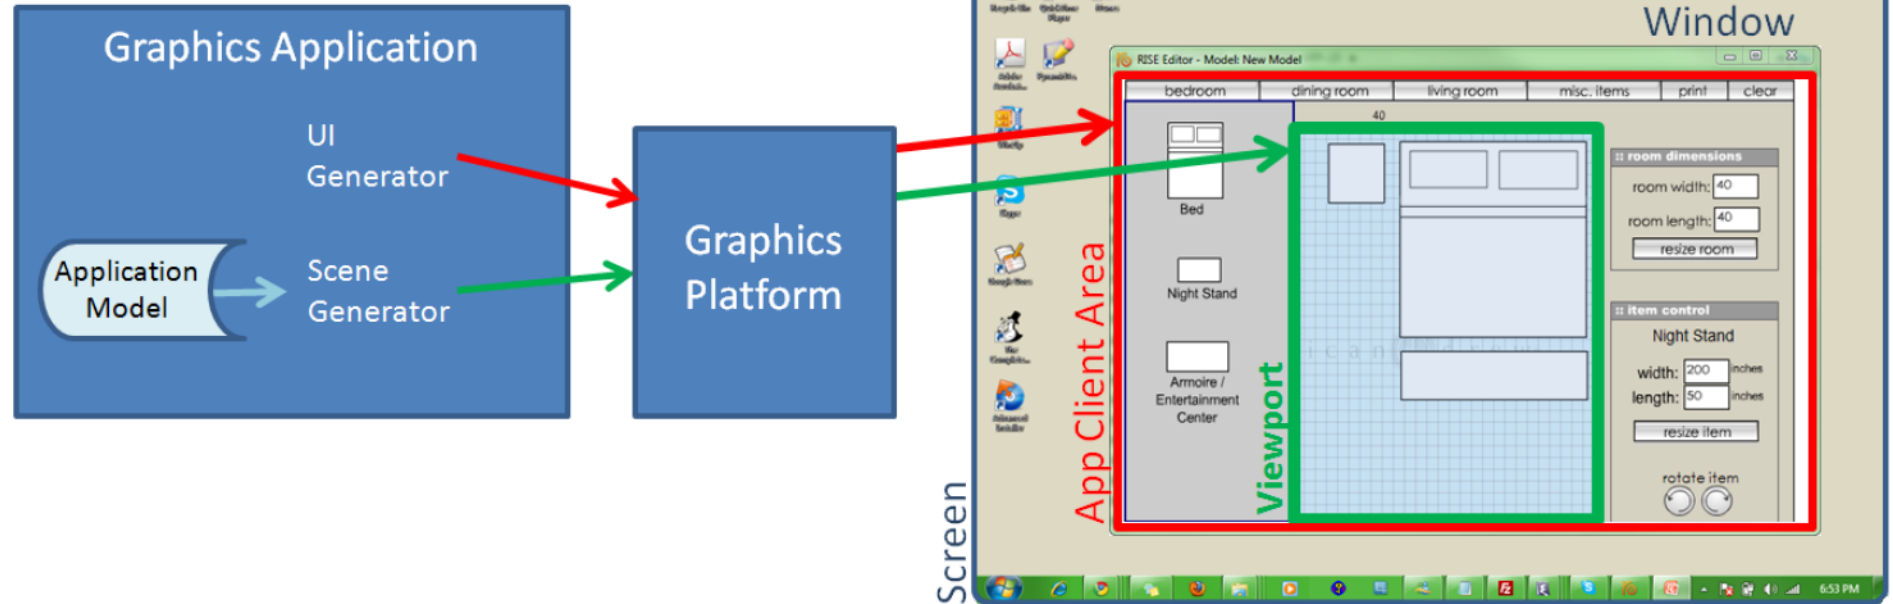 Graphics Application
UI
Generator
Application
Model
Scene
Generator
Graphics
Platform
Screen
Window
RISE Editor - Model: New Model
bedroom
dining room
living room
misc. items
print
clear
App Client Area
Viewport
40
Bed
Night Stand
Armoire /
Entertainment
Center
:: room dimensions
room width: 40
room length: 40
resize room
:: item control
Night Stand
width: 200 inches
length: 50 inches
resize item
rotate item
Skype
6:53 PM